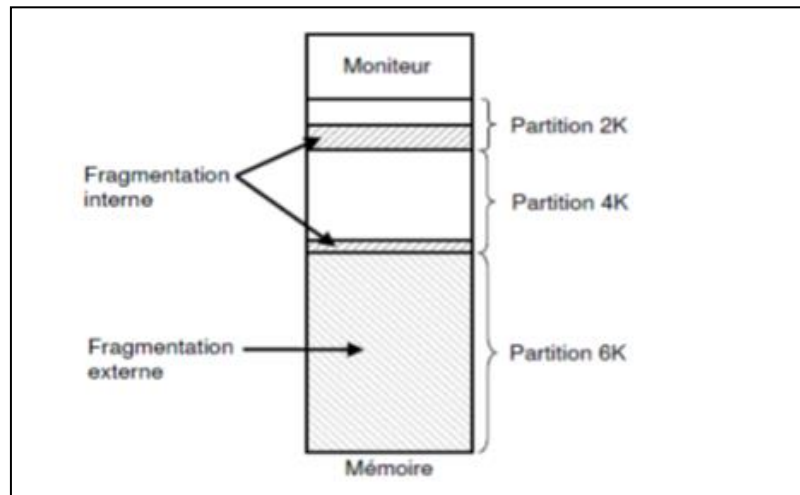 Moniteur
Partition 2K
Fragmentation
interne
Partition 4K
Fragmentation
externe
Partition 6K
Mémoire